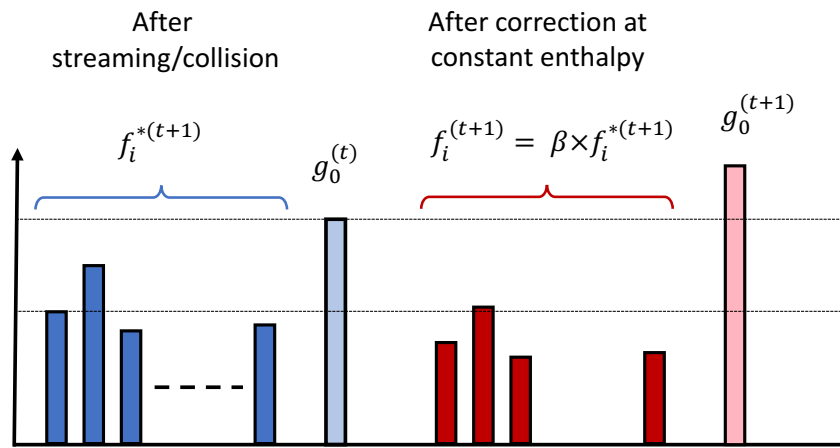 After
streaming/collision
After correction at
constant enthalpy
f_i^{*(t+1)}
g_0^{(t)}
f_i^{(t+1)} = β×f_i^{*(t+1)}
g_0^{(t+1)}